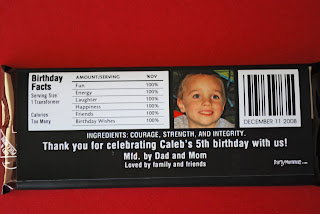 Birthday
Facts
Serving Size
1 Transformer
Calories
Too Many
AMOUNT/SERVING %DV
Fun 100%
Energy 100%
Laughter 100%
Happiness 100%
Friends 100%
Birthday Wishes 100%
DECEMBER 11 2008
INGREDIENTS: COURAGE, STRENGTH, AND INTEGRITY.
Thank you for celebrating Caleb's 5th birthday with us!
Mfd. by Dad and Mom
Loved by family and friends